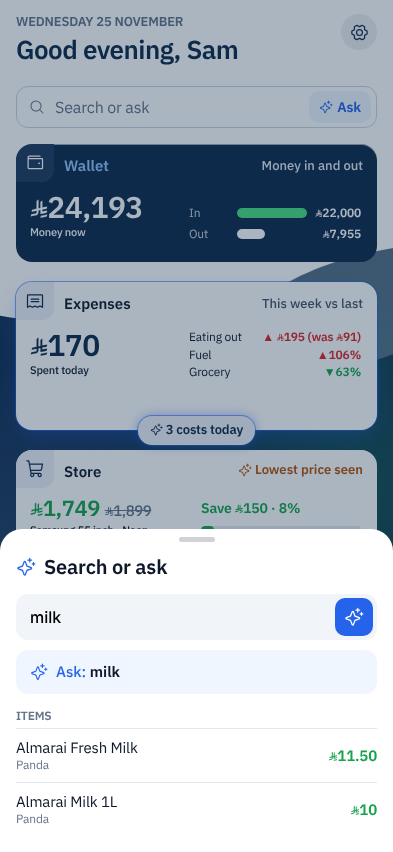 WEDNESDAY 25 NOVEMBER
Good evening, Sam
Search or ask
Ask
Wallet
Money in and out
⃁24,193
Money now
In ⃁22,000
Out ⃁7,955
Expenses
This week vs last
⃁170
Spent today
Eating out ▲ ⃁195 (was ⃁91)
Fuel ▲106%
Grocery ▼63%
3 costs today
Store
Lowest price seen
⃁1,749 ⃁1,899
Save ⃁150 · 8%
Search or ask
milk
Ask: milk
ITEMS
Almarai Fresh Milk
Panda
⃁11.50
Almarai Milk 1L
Panda
⃁10